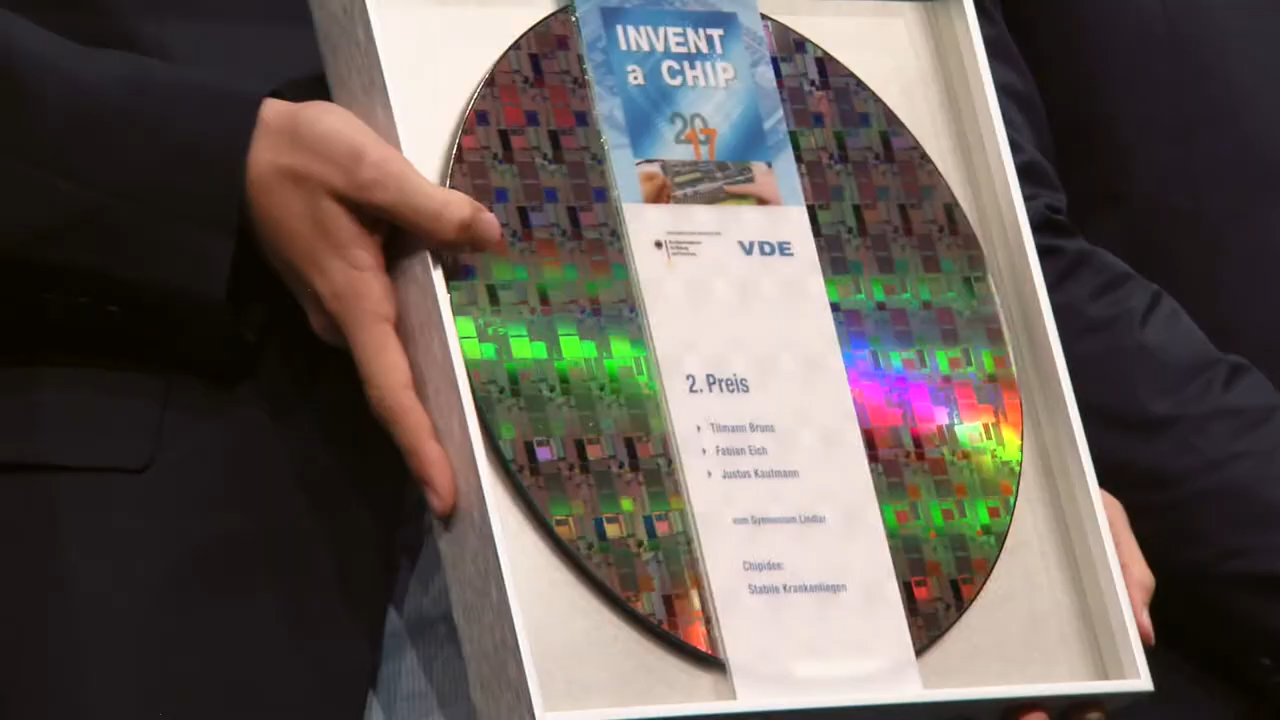 INVENT
a CHIP
2017
VDE
2. Preis
Tilmann Bruns
Fabian Eich
Justus Kaufmann
vom Gymnasium Lindlar
Chipidee:
Stabile Krankenliegen